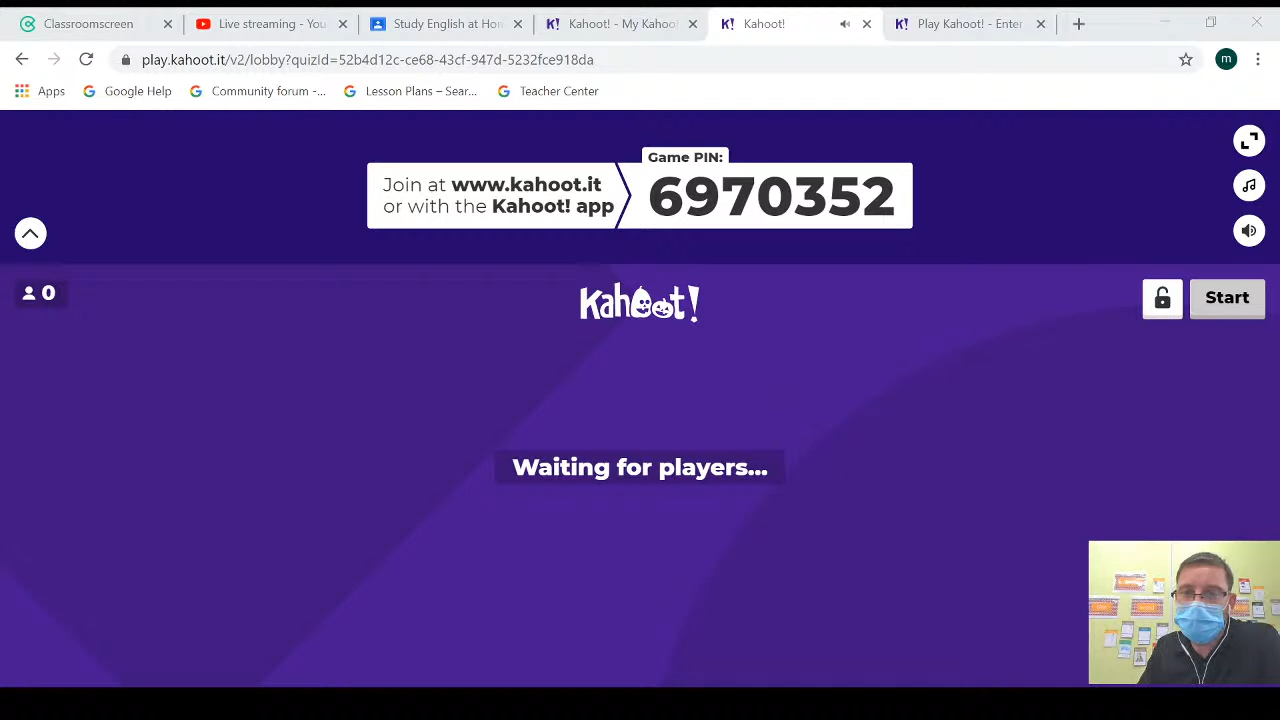 Classroomscreen
Live streaming - You
Study English at Hon
Kahoot! - My Kahoo
Kahoot!
Play Kahoot! - Enter
play.kahoot.it/v2/lobby?quizId=52b4d12c-ce68-43cf-947d-5232fce918da
m
Apps
Google Help
Community forum -...
Lesson Plans – Sear...
Teacher Center
Game PIN:
Join at www.kahoot.it
or with the Kahoot! app
6970352
0
Kahoot!
Start
Waiting for players...